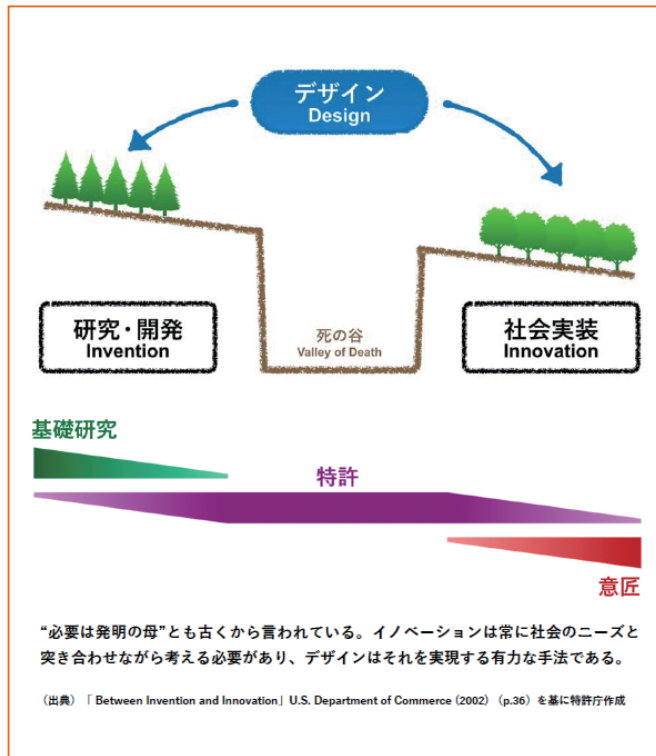 デザイン
Design
研究・開発
Invention
死の谷
Valley of Death
社会実装
Innovation
基礎研究
特許
意匠
“必要は発明の母”とも古くから言われている。イノベーションは常に社会のニーズと
突き合わせながら考える必要があり、デザインはそれを実現する有力な手法である。
（出典）「 Between Invention and Innovation」U.S. Department of Commerce (2002) （p.36）を基に特許庁作成